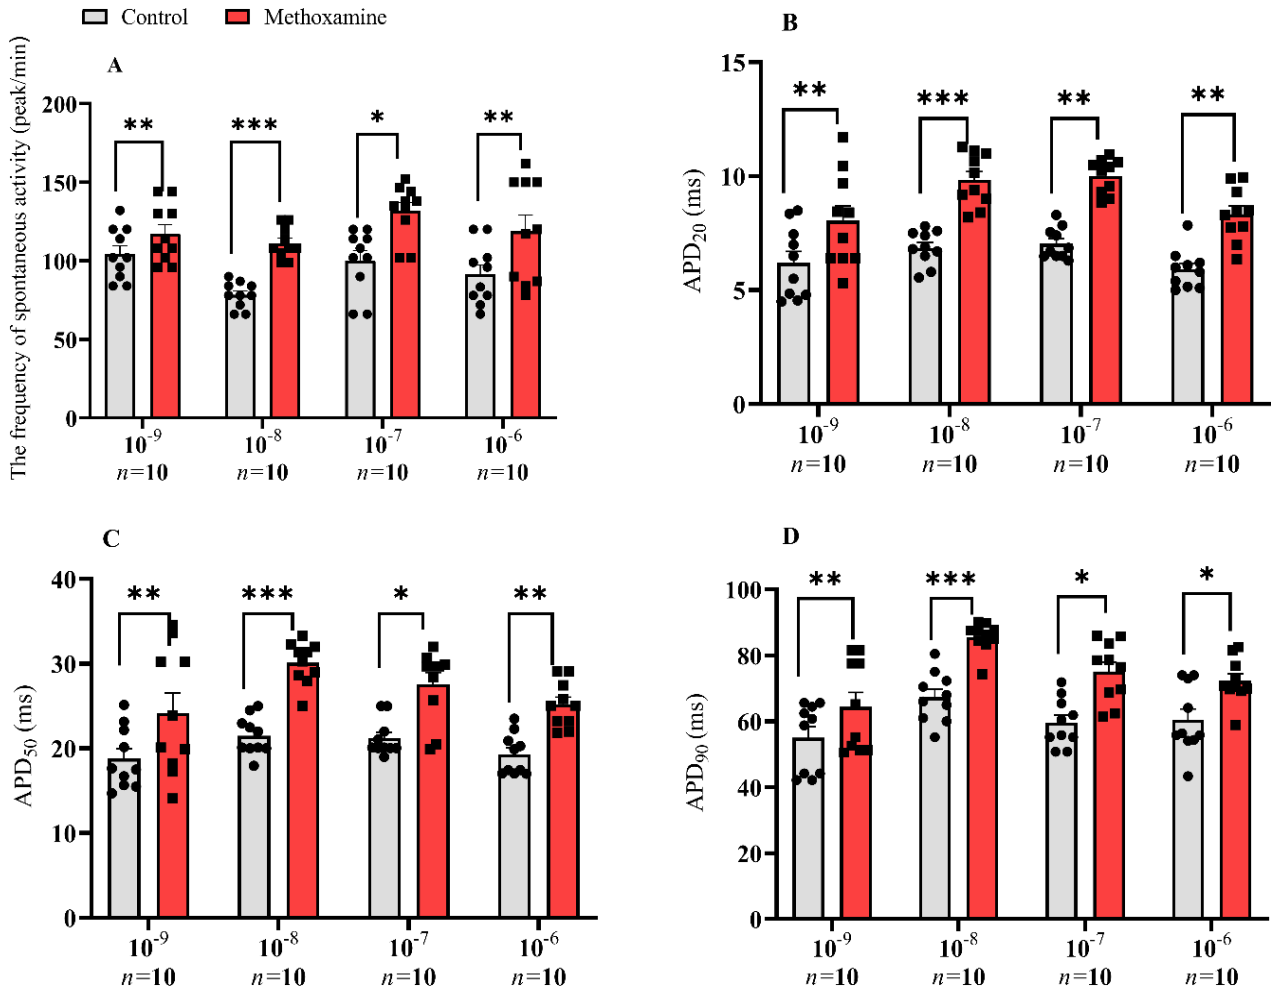 Control Methoxamine
A
The frequency of spontaneous activity (peak/min)
200
150
100
50
0
** *** * **
10-9 10-8 10-7 10-6
n=10 n=10 n=10 n=10
B
APD20 (ms)
15
10
5
0
** *** ** **
10-9 10-8 10-7 10-6
n=10 n=10 n=10 n=10
C
APD50 (ms)
40
30
20
10
0
** *** * **
10-9 10-8 10-7 10-6
n=10 n=10 n=10 n=10
D
APD90 (ms)
100
80
60
40
20
0
** *** * *
10-9 10-8 10-7 10-6
n=10 n=10 n=10 n=10